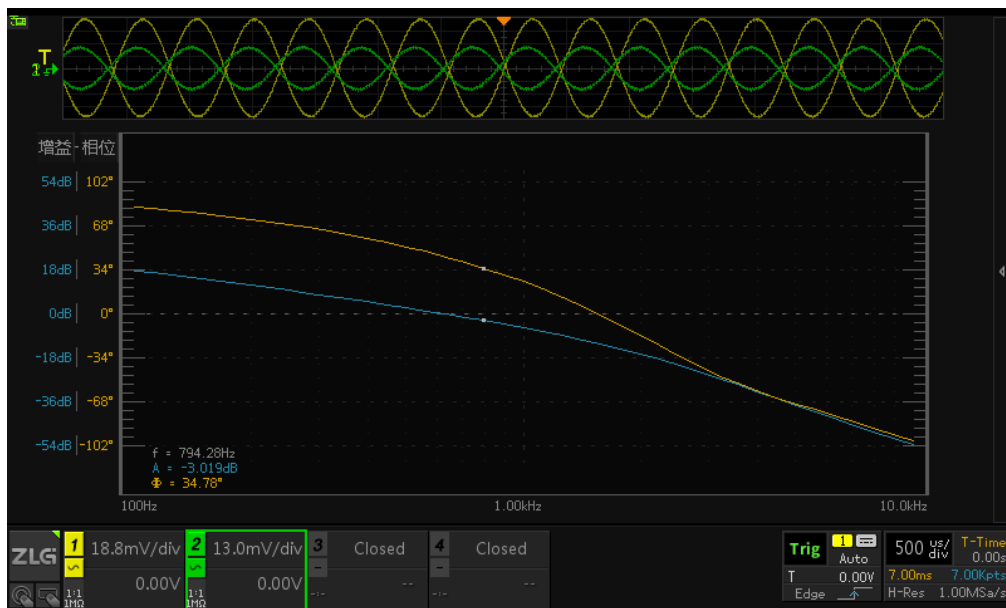 T
增益-相位
54dB 102°
36dB 68°
18dB 34°
0dB 0°
-18dB -34°
-36dB -68°
-54dB -102°
f = 794.28Hz
A = -3.019dB
Φ = 34.78°
100Hz 1.00kHz 10.0kHz
ZLG
1 18.8mV/div 0.00V 1:1 1MΩ
2 13.0mV/div 0.00V 1:1 1MΩ
3 Closed -- -:-
4 Closed -- -:-
Trig 1 Auto
T 0.00V
Edge
500 us/div T-Time 0.00s
7.00ms 7.00Kpts
H-Res 1.00MSa/s